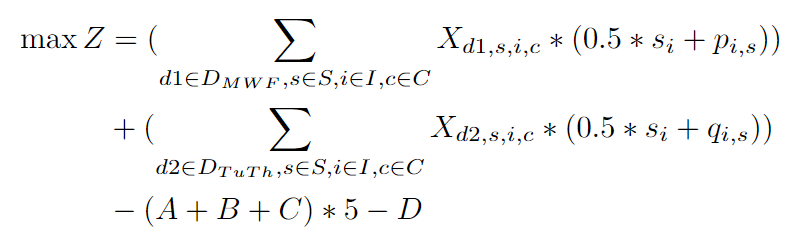 max Z = ( ∑ X_{d1,s,i,c} * (0.5 * s_i + p_{i,s}))
d1∈D_{MWF},s∈S,i∈I,c∈C
+ ( ∑ X_{d2,s,i,c} * (0.5 * s_i + q_{i,s}))
d2∈D_{TuTh},s∈S,i∈I,c∈C
− (A + B + C) * 5 − D